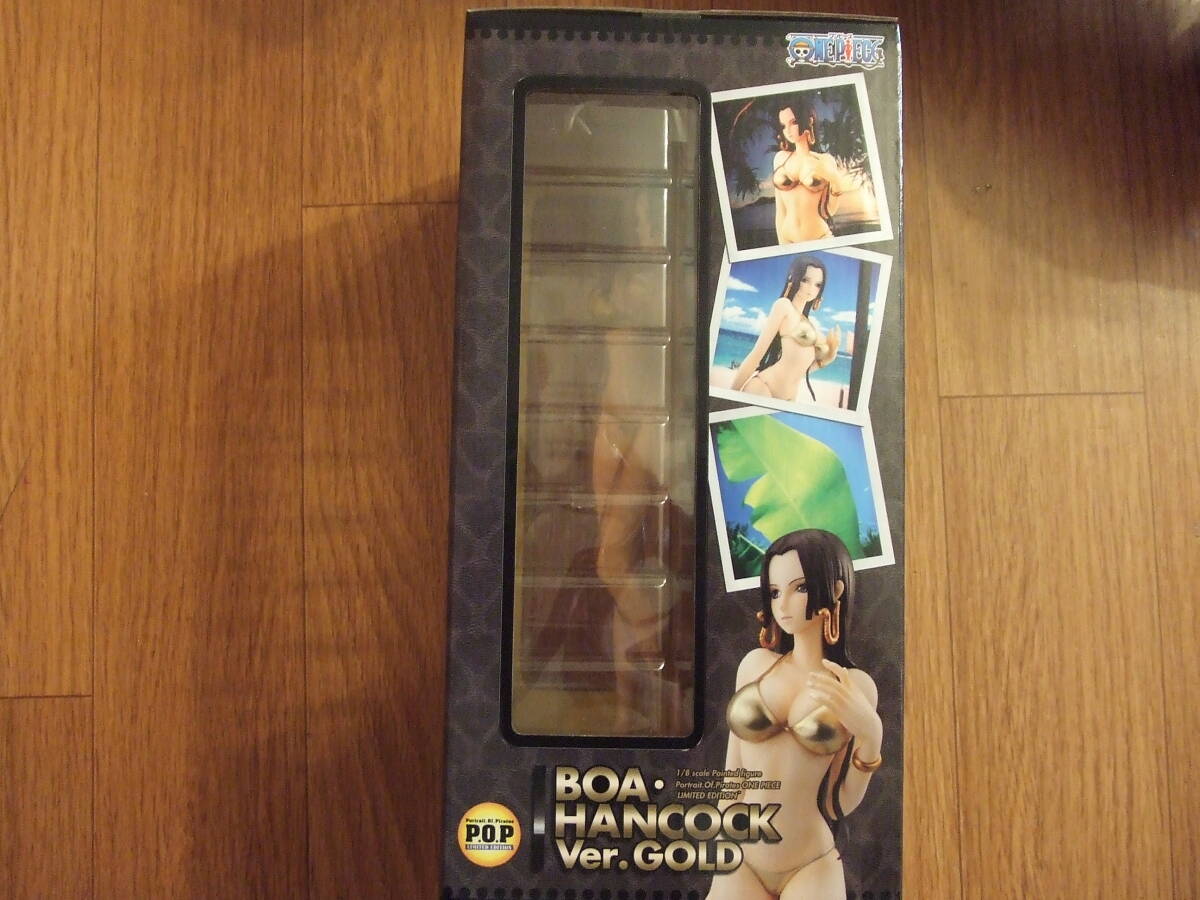 ONE PIECE
1/8 scale Painted figure
Portrait.Of.Pirates ONE PIECE
"LIMITED EDITION"
BOA・
HANCOCK
Ver.GOLD
Portrait.Of.Pirates
P.O.P
LIMITED EDITION